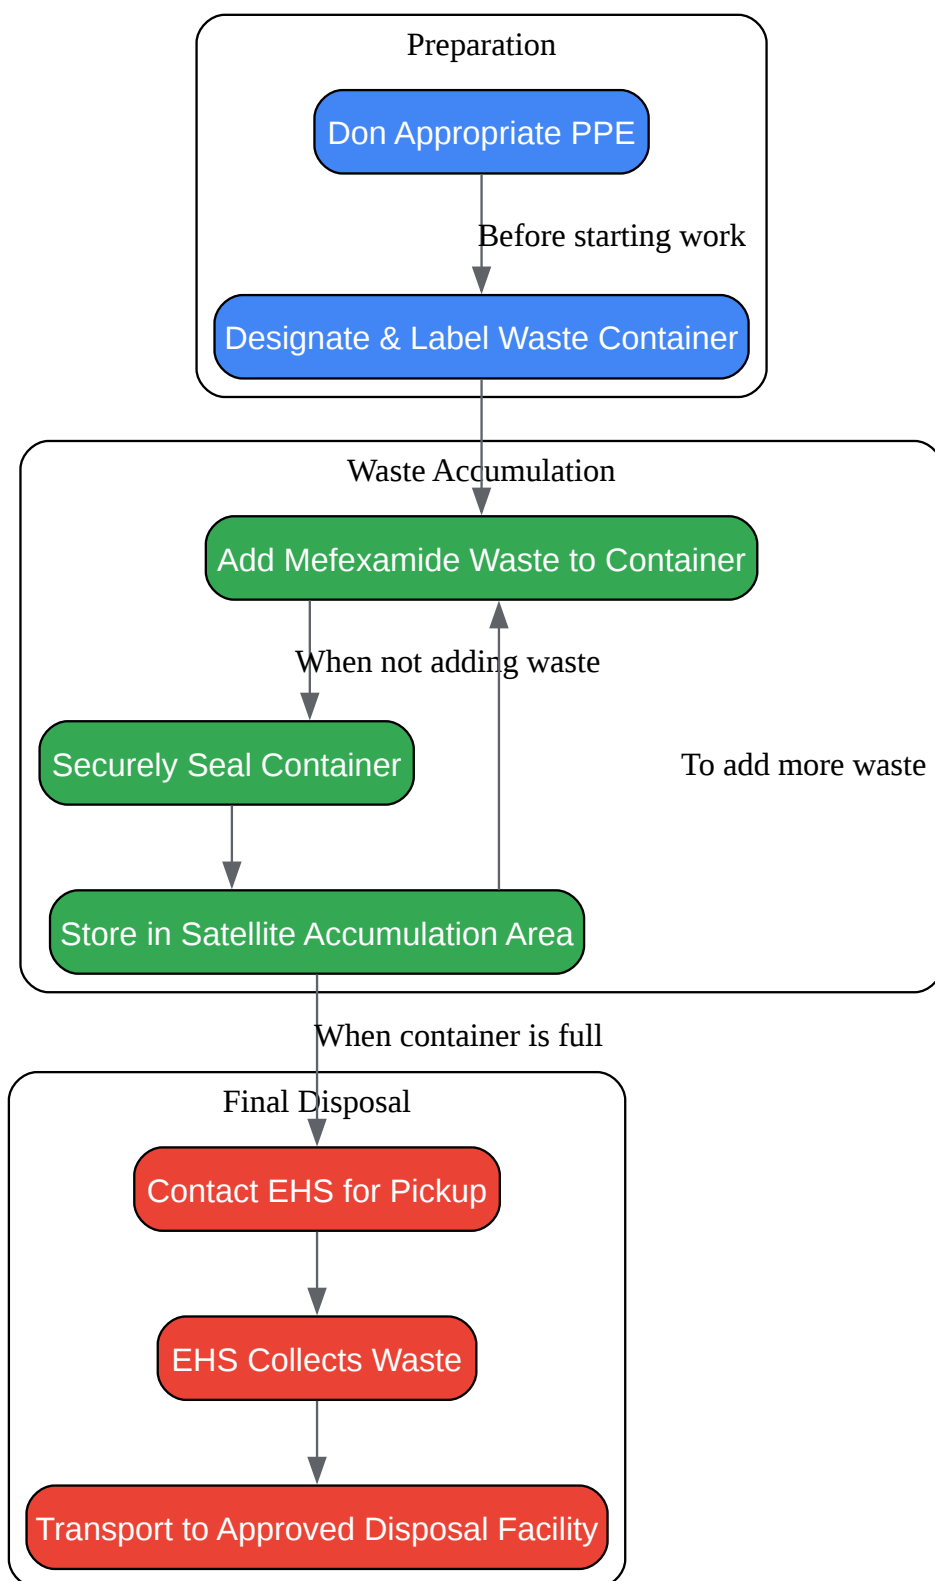 Preparation
Don Appropriate PPE
Before starting work
Designate & Label Waste Container
Waste Accumulation
Add Mefexamide Waste to Container
When not adding waste
Securely Seal Container
To add more waste
Store in Satellite Accumulation Area
When container is full
Final Disposal
Contact EHS for Pickup
EHS Collects Waste
Transport to Approved Disposal Facility